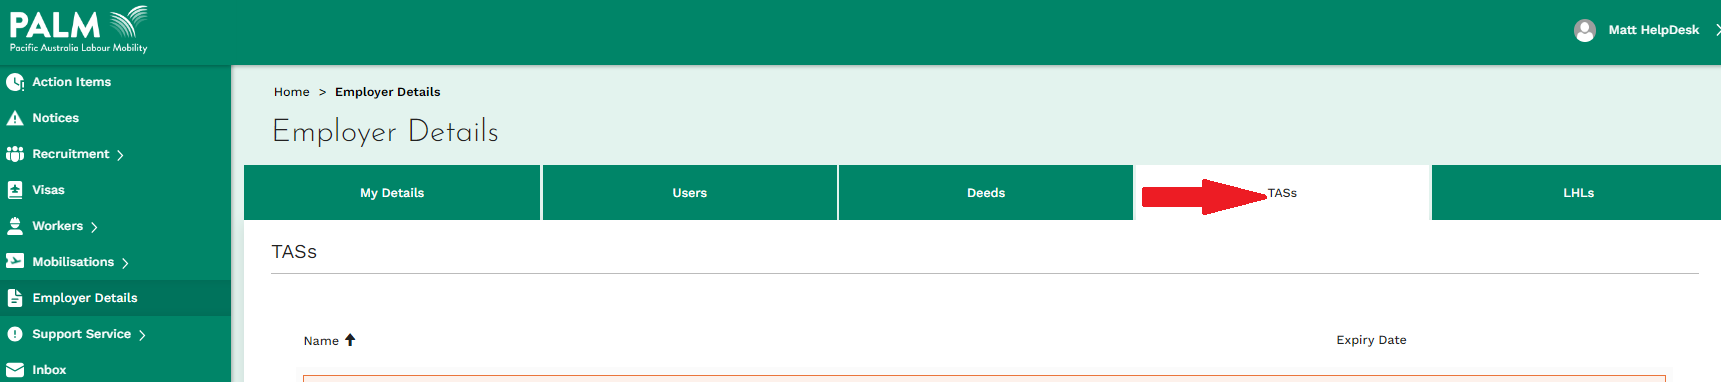 PALM
Pacific Australia Labour Mobility
Matt HelpDesk
Action Items
Notices
Recruitment
Visas
Workers
Mobilisations
Employer Details
Support Service
Inbox
Home > Employer Details
Employer Details
My Details
Users
Deeds
TASs
LHLs
TASs
Name
Expiry Date